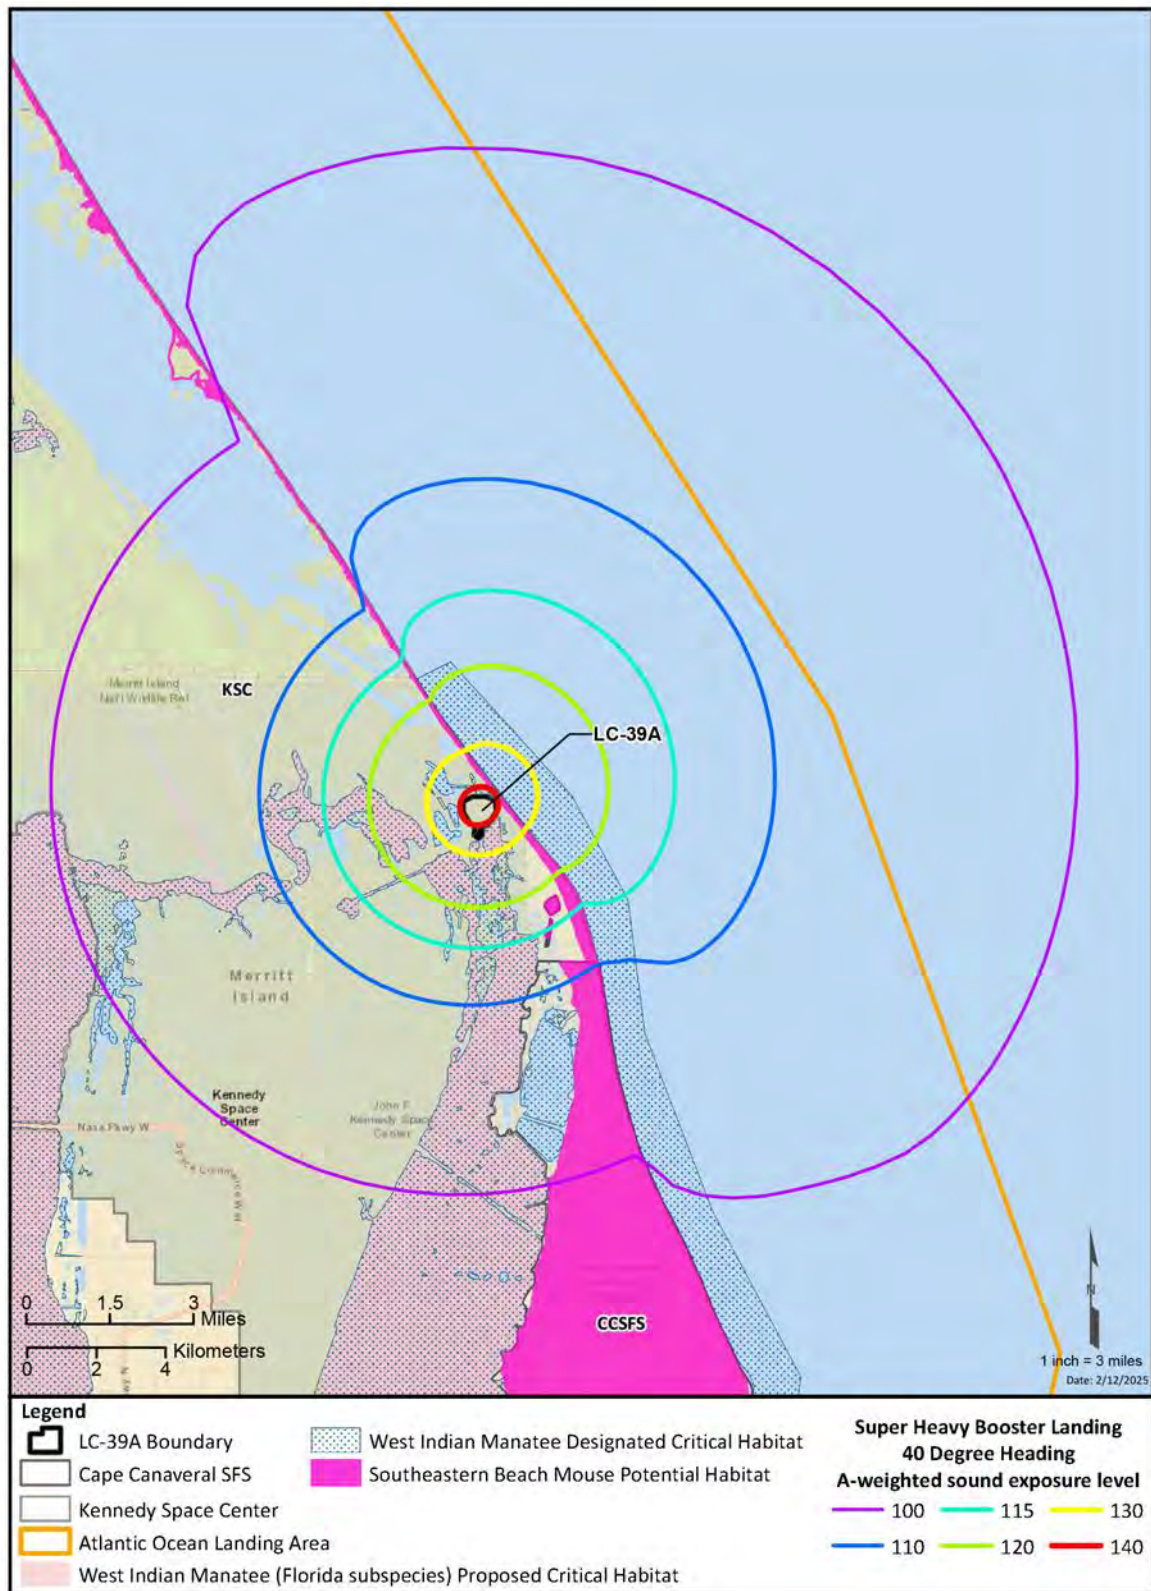 LC-39A
KSC
Merritt Island
Nat'l Wildlife Ref
Merritt
Island
Kennedy
Space
Center
John F.
Kennedy Space
Center
Nasa Pkwy W
Space Commerce W
CCSFS
0 1.5 3
Miles
Kilometers
0 2 4
N
1 inch = 3 miles
Date: 2/12/2025
Legend
LC-39A Boundary
Cape Canaveral SFS
Kennedy Space Center
Atlantic Ocean Landing Area
West Indian Manatee (Florida subspecies) Proposed Critical Habitat
West Indian Manatee Designated Critical Habitat
Southeastern Beach Mouse Potential Habitat
Super Heavy Booster Landing
40 Degree Heading
A-weighted sound exposure level
100 115 130
110 120 140